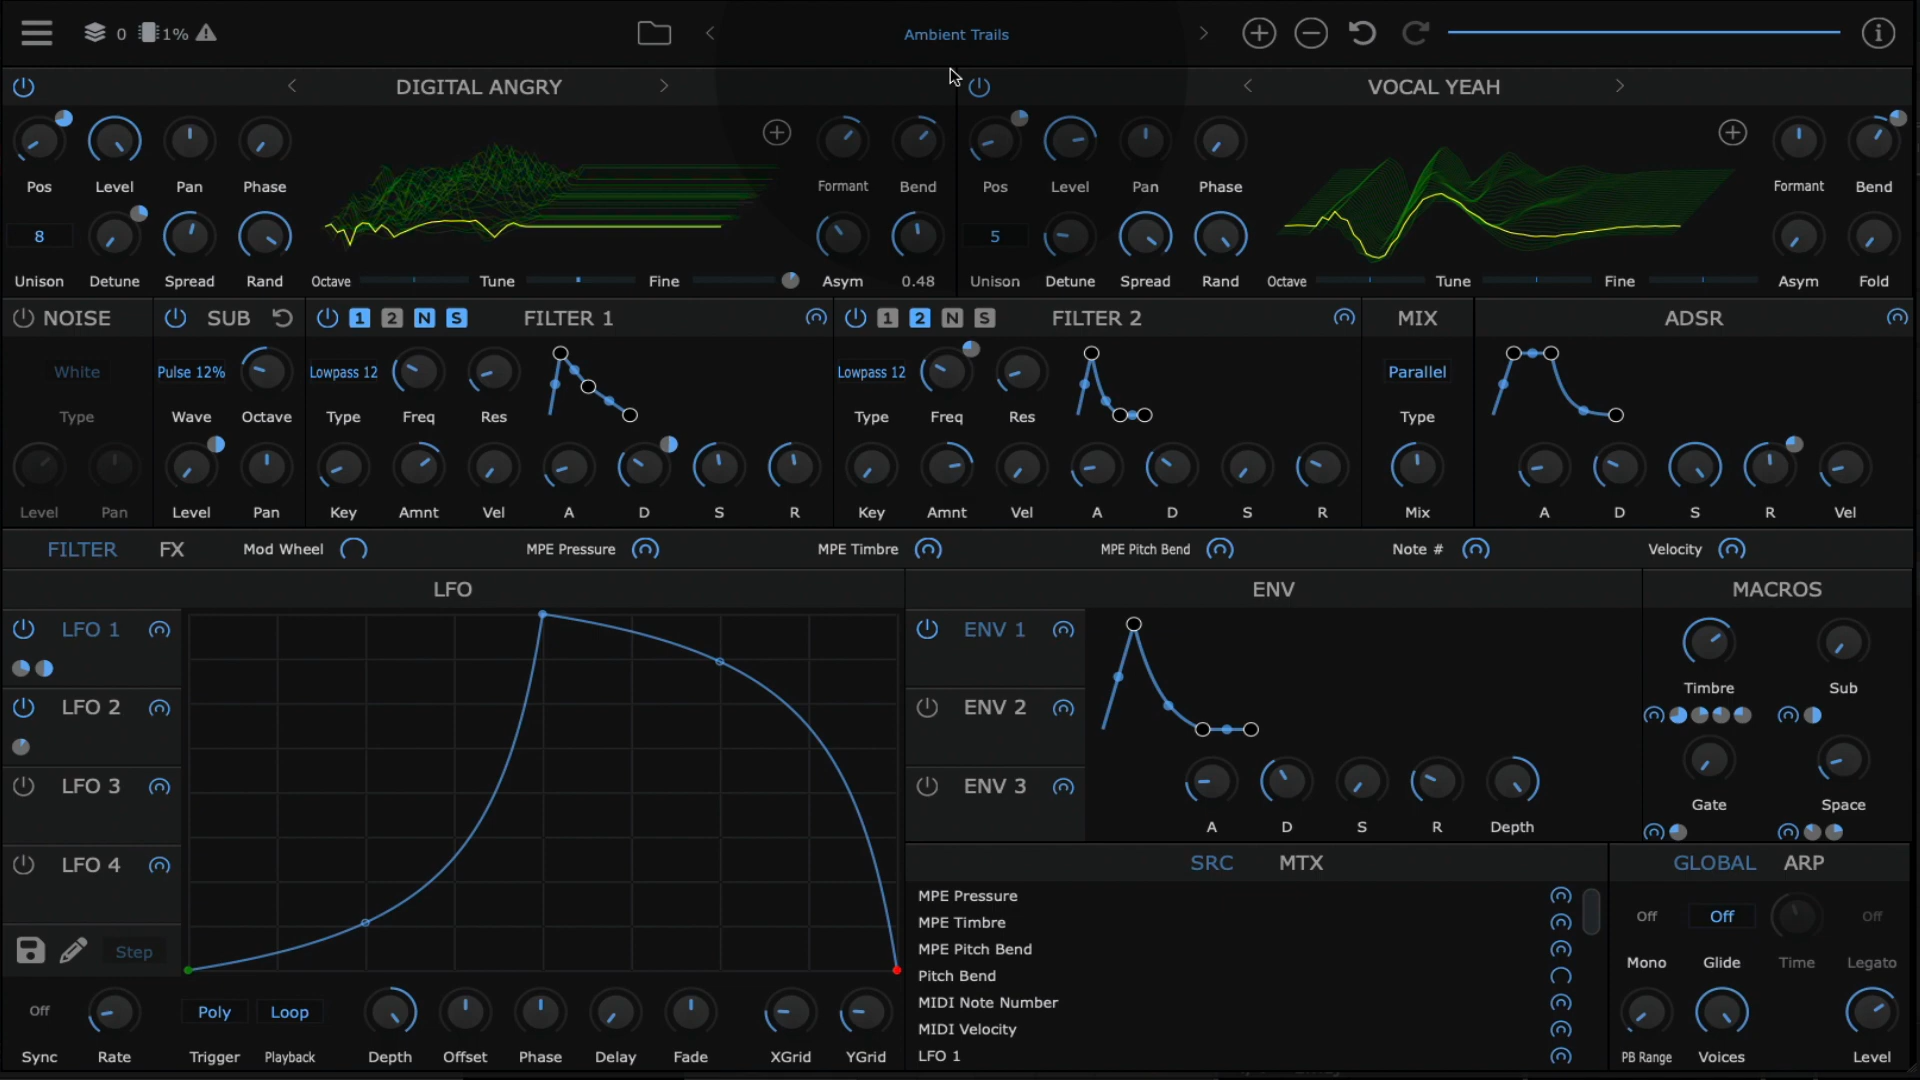 0 1% Ambient Trails
DIGITAL ANGRY VOCAL YEAH
Pos Level Pan Phase Formant Bend Pos Level Pan Phase Formant Bend
8 5
Unison Detune Spread Rand Octave Tune Fine Asym 0.48 Unison Detune Spread Rand Octave Tune Fine Asym Fold
NOISE SUB 1 2 N S FILTER 1 1 2 N S FILTER 2 MIX ADSR
White Pulse 12% Lowpass 12 Lowpass 12 Parallel
Type Wave Octave Type Freq Res Type Freq Res Type
Level Pan Level Pan Key Amnt Vel A D S R Key Amnt Vel A D S R Mix A D S R Vel
FILTER FX Mod Wheel MPE Pressure MPE Timbre MPE Pitch Bend Note # Velocity
LFO ENV MACROS
LFO 1 ENV 1
Timbre Sub
LFO 2 ENV 2
LFO 3 ENV 3
Gate Space
A D S R Depth
LFO 4 SRC MTX GLOBAL ARP
MPE Pressure
MPE Timbre Off Off Off
MPE Pitch Bend
Step Mono Glide Time Legato
Pitch Bend
MIDI Note Number
Off Poly Loop
MIDI Velocity
Sync Rate Trigger Playback Depth Offset Phase Delay Fade XGrid YGrid LFO 1 PB Range Voices Level